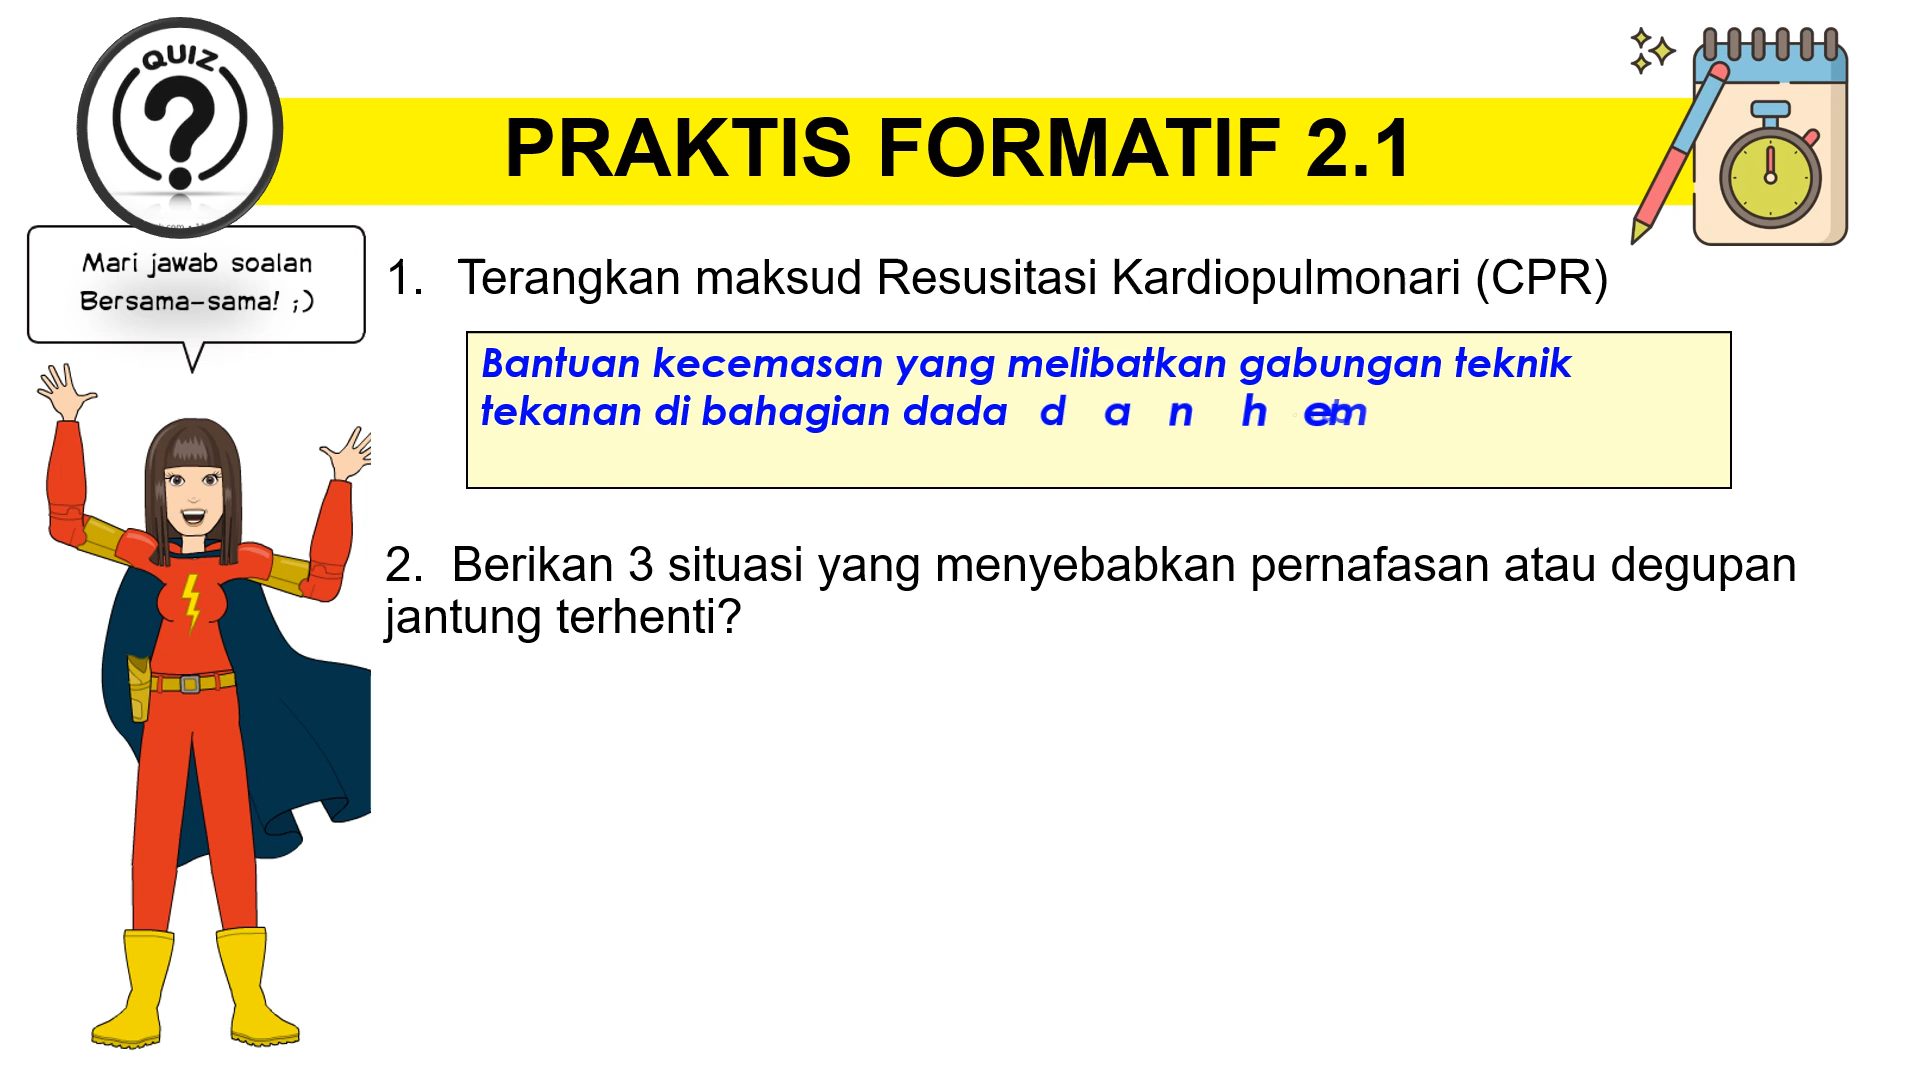 QUIZ
PRAKTIS FORMATIF 2.1
Mari jawab soalan
Bersama-sama! ;)
1. Terangkan maksud Resusitasi Kardiopulmonari (CPR)
Bantuan kecemasan yang melibatkan gabungan teknik
tekanan di bahagian dada d a n
2. Berikan 3 situasi yang menyebabkan pernafasan atau degupan
jantung terhenti?